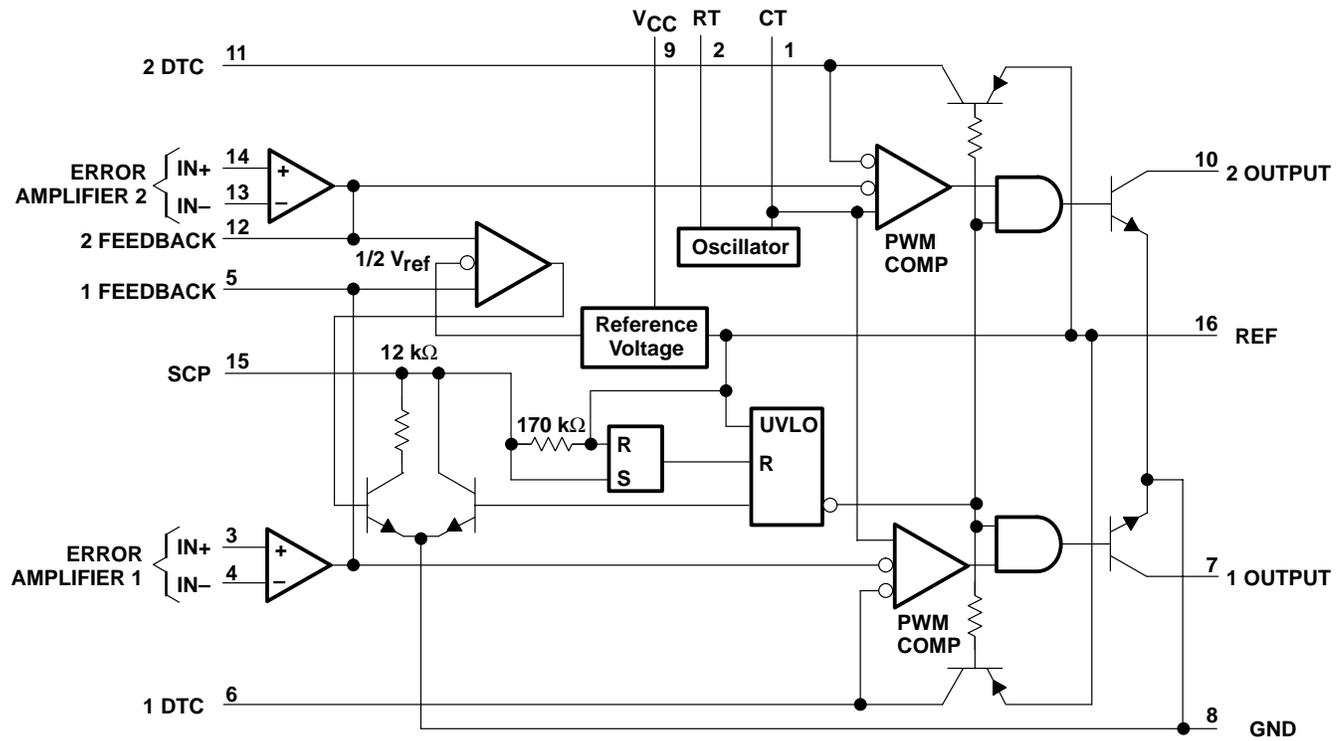 VCC RT CT
9 2 1
2 DTC 11
ERROR AMPLIFIER 2
IN+ 14
+
IN– 13
–
2 FEEDBACK 12
1/2 Vref
1 FEEDBACK 5
Oscillator
PWM
COMP
10 2 OUTPUT
Reference
Voltage
16 REF
SCP 15
12 kΩ
170 kΩ
R
S
UVLO
R
ERROR
AMPLIFIER 1
IN+ 3
+
IN– 4
–
PWM
COMP
7 1 OUTPUT
1 DTC 6
8 GND